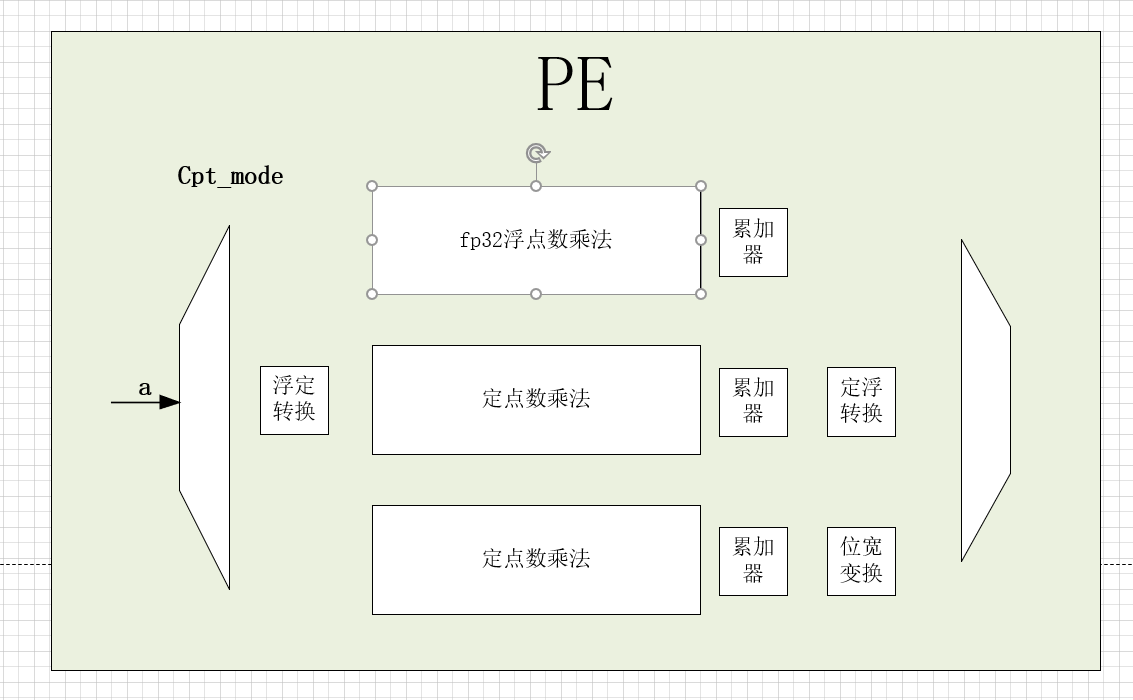 PE
Cpt_mode
fp32浮点数乘法
累加
器
a
浮定
转换
定点数乘法
累加
器
定浮
转换
定点数乘法
累加
器
位宽
变换